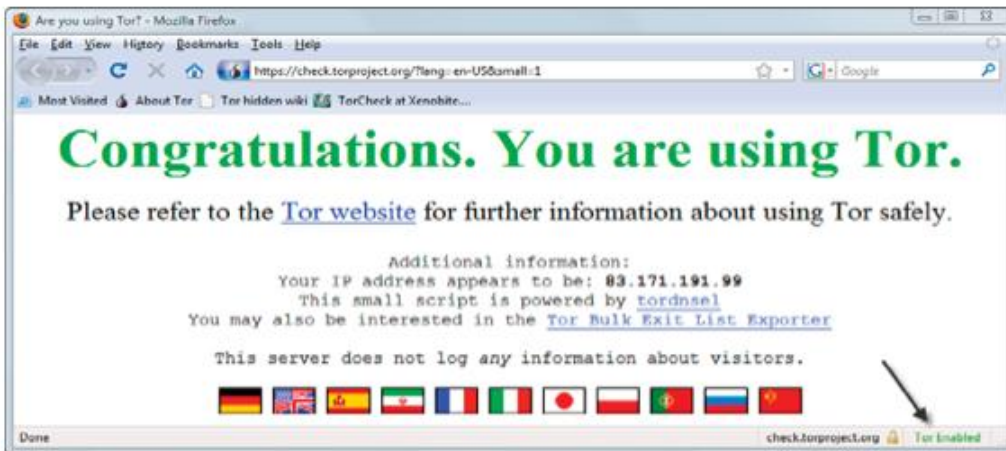 Are you using Tor? - Mozilla Firefox
File Edit View History Bookmarks Tools Help
https://check.torproject.org/?lang=en-US&small=1
Google
Most Visited About Tor Tor hidden wiki TorCheck at Xenobite...
Congratulations. You are using Tor.
Please refer to the Tor website for further information about using Tor safely.
Additional information:
Your IP address appears to be: 83.171.191.99
This small script is powered by tordnsel
You may also be interested in the Tor Bulk Exit List Exporter
This server does not log any information about visitors.
Done
check.torproject.org Tor Enabled